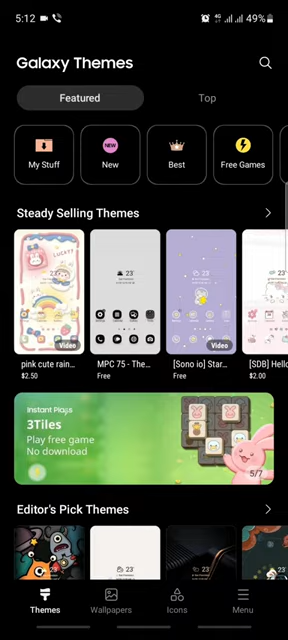 5:12
49%
Galaxy Themes
Featured
Top
My Stuff
NEW
New
Best
Free Games
Steady Selling Themes
LUCKY
23°
23°
23°
Video
Video
pink cute rain...
MPC 75 - The...
[Sono io] Star...
[SDB] Hello
$2.50
Free
Free
$2.00
Instant Plays
3Tiles
Play free game
No download
5/7
Editor's Pick Themes
23°
23°
Themes
Wallpapers
Icons
Menu